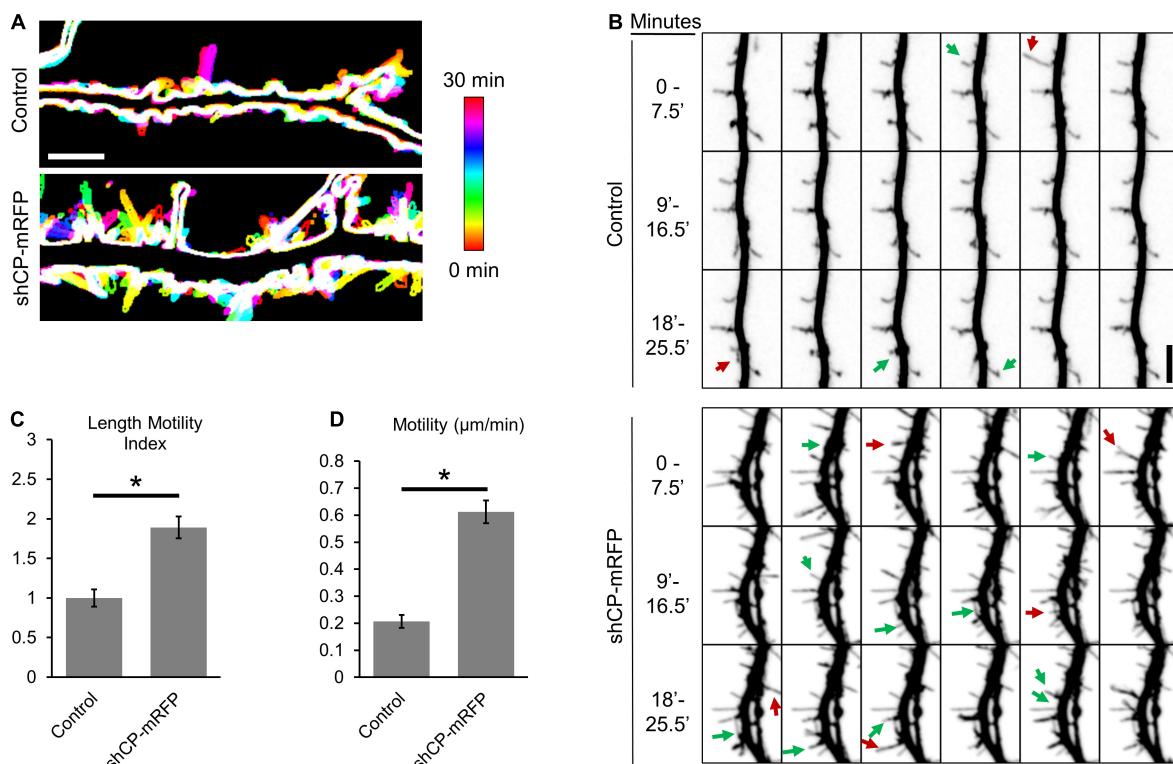 A
Control
shCP-mRFP
30 min
0 min
B
Minutes
Control
0 -
7.5’
9’-
16.5’
18’-
25.5’
shCP-mRFP
0 -
7.5’
9’-
16.5’
18’-
25.5’
C
Length Motility
Index
3
2.5
2
1.5
1
0.5
0
*
Control
shCP-mRFP
D
Motility (µm/min)
0.8
0.7
0.6
0.5
0.4
0.3
0.2
0.1
0
*
Control
shCP-mRFP